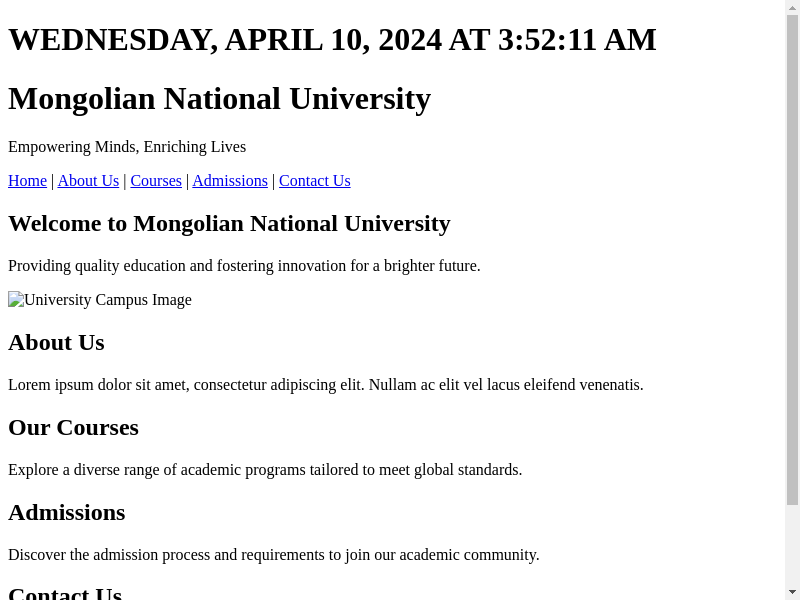 WEDNESDAY, APRIL 10, 2024 AT 3:52:11 AM
Mongolian National University
Empowering Minds, Enriching Lives
Home | About Us | Courses | Admissions | Contact Us
Welcome to Mongolian National University
Providing quality education and fostering innovation for a brighter future.
University Campus Image
About Us
Lorem ipsum dolor sit amet, consectetur adipiscing elit. Nullam ac elit vel lacus eleifend venenatis.
Our Courses
Explore a diverse range of academic programs tailored to meet global standards.
Admissions
Discover the admission process and requirements to join our academic community.
Contact Us